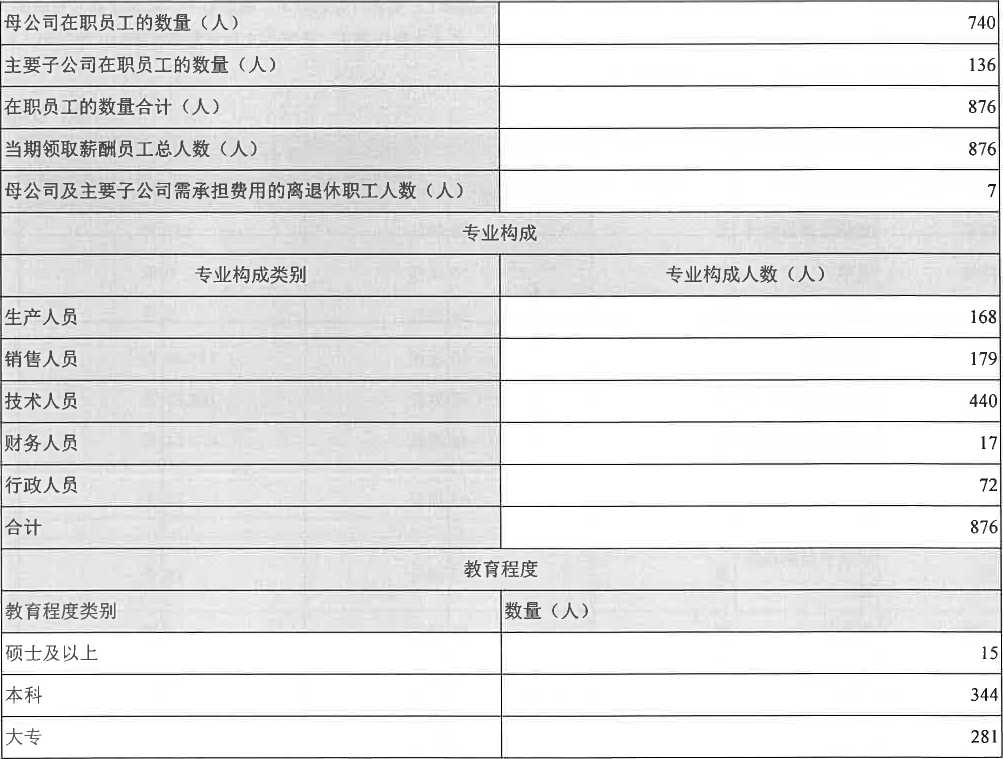 母公司在职员工的数量（人） 740
主要子公司在职员工的数量（人） 136
在职员工的数量合计（人） 876
当期领取薪酬员工总人数（人） 876
母公司及主要子公司需承担费用的离退休职工人数（人） 7
专业构成
专业构成类别 专业构成人数（人）
生产人员 168
销售人员 179
技术人员 440
财务人员 17
行政人员 72
合计 876
教育程度
教育程度类别 数量（人）
硕士及以上 15
本科 344
大专 281